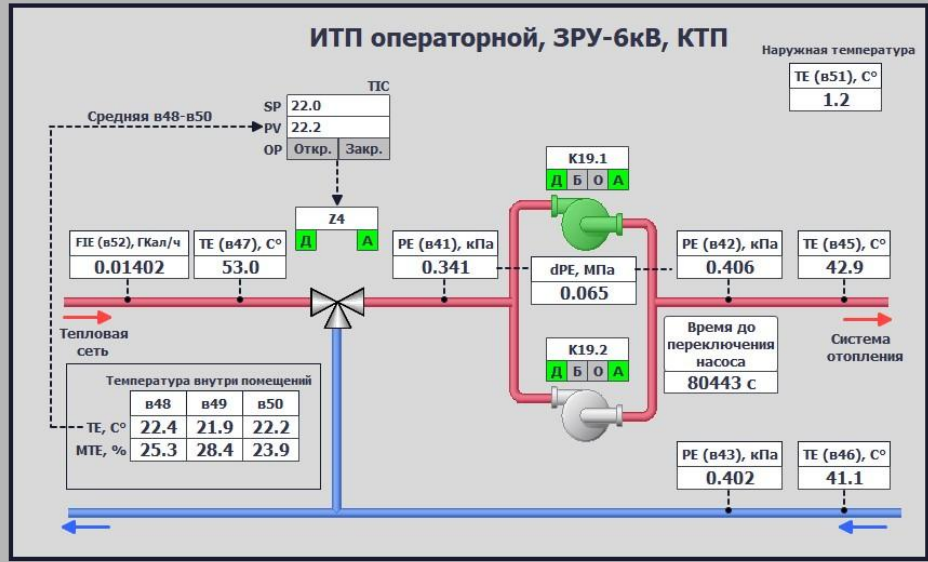 ИТП операторной, ЗРУ-6кВ, КТП
Наружная температура
TE (в51), C°
1.2
TIC
SP 22.0
Средняя в48-в50
PV 22.2
OP Откр. Закр.
K19.1
Д Б О А
Z4
Д А
FIE (в52), ГКал/ч
0.01402
TE (в47), C°
53.0
PE (в41), кПа
0.341
dPE, МПа
0.065
PE (в42), кПа
0.406
TE (в45), C°
42.9
Тепловая
сеть
Время до
переключения
насоса
80443 с
Система
отопления
K19.2
Д Б О А
Температура внутри помещений
в48 в49 в50
TE, C° 22.4 21.9 22.2
MTE, % 25.3 28.4 23.9
PE (в43), кПа
0.402
TE (в46), C°
41.1